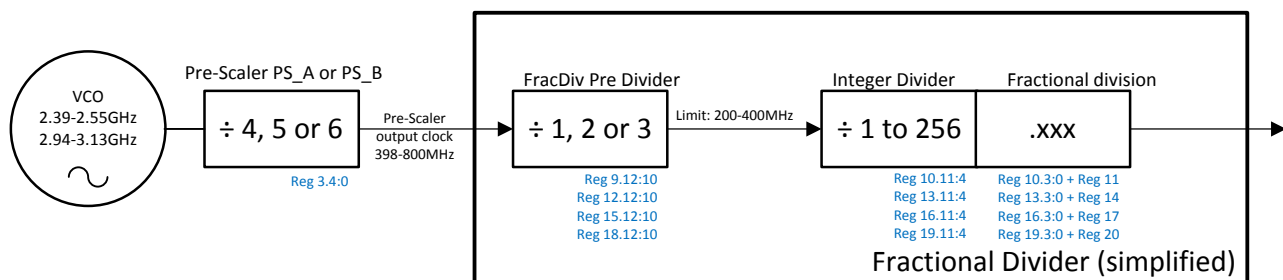 Pre-Scaler PS_A or PS_B
FracDiv Pre Divider
Integer Divider
Fractional division
VCO
2.39-2.55GHz
2.94-3.13GHz
÷ 4, 5 or 6
Pre-Scaler
output clock
398-800MHz
÷ 1, 2 or 3
Limit: 200-400MHz
÷ 1 to 256
.xxx
Reg 3.4:0
Reg 9.12:10
Reg 12.12:10
Reg 15.12:10
Reg 18.12:10
Reg 10.11:4
Reg 13.11:4
Reg 16.11:4
Reg 19.11:4
Reg 10.3:0 + Reg 11
Reg 13.3:0 + Reg 14
Reg 16.3:0 + Reg 17
Reg 19.3:0 + Reg 20
Fractional Divider (simplified)